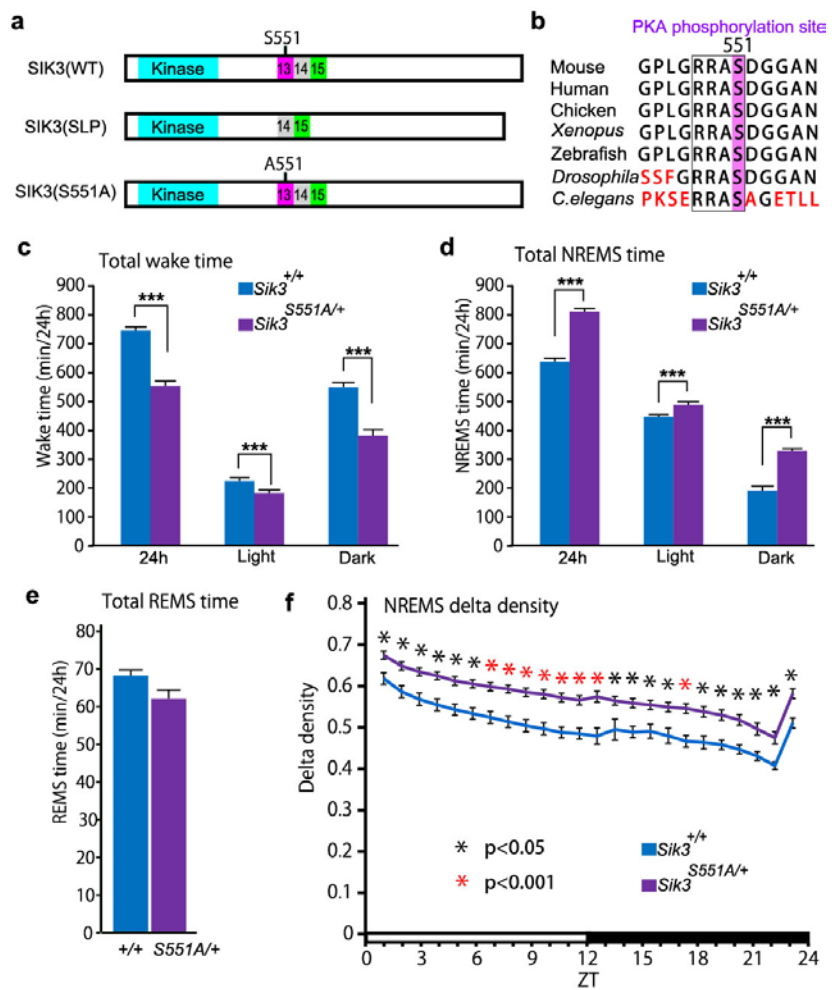 a
S551
SIK3(WT)
Kinase
13
14
15
SIK3(SLP)
Kinase
14
15
A551
SIK3(S551A)
Kinase
13
14
15
b
PKA phosphorylation site
551
Mouse GPLGRRASDGGAN
Human GPLGRRASDGGAN
Chicken GPLGRRASDGGAN
Xenopus GPLGRRASDGGAN
Zebrafish GPLGRRASDGGAN
Drosophila SSFGRRASDGGAN
C.elegans PKSERRASAGETLL
c
Total wake time
Wake time (min/24h)
900
800
700
600
500
400
300
200
100
0
***
***
***
Sik3+/+
Sik3S551A/+
24h Light Dark
d
Total NREMS time
NREMS time (min/24h)
900
800
700
600
500
400
300
200
100
0
***
***
***
Sik3+/+
Sik3S551A/+
24h Light Dark
e
Total REMS time
REMS time (min/24h)
80
70
60
50
40
30
20
10
0
+/+ S551A/+
f
NREMS delta density
Delta density
0.8
0.7
0.6
0.5
0.4
0.3
0.2
0.1
0
* * * * * * * * * * * * * * * * * * * * * * *
* p<0.05
* p<0.001
Sik3+/+
Sik3S551A/+
0 3 6 9 12 15 18 21 24
ZT